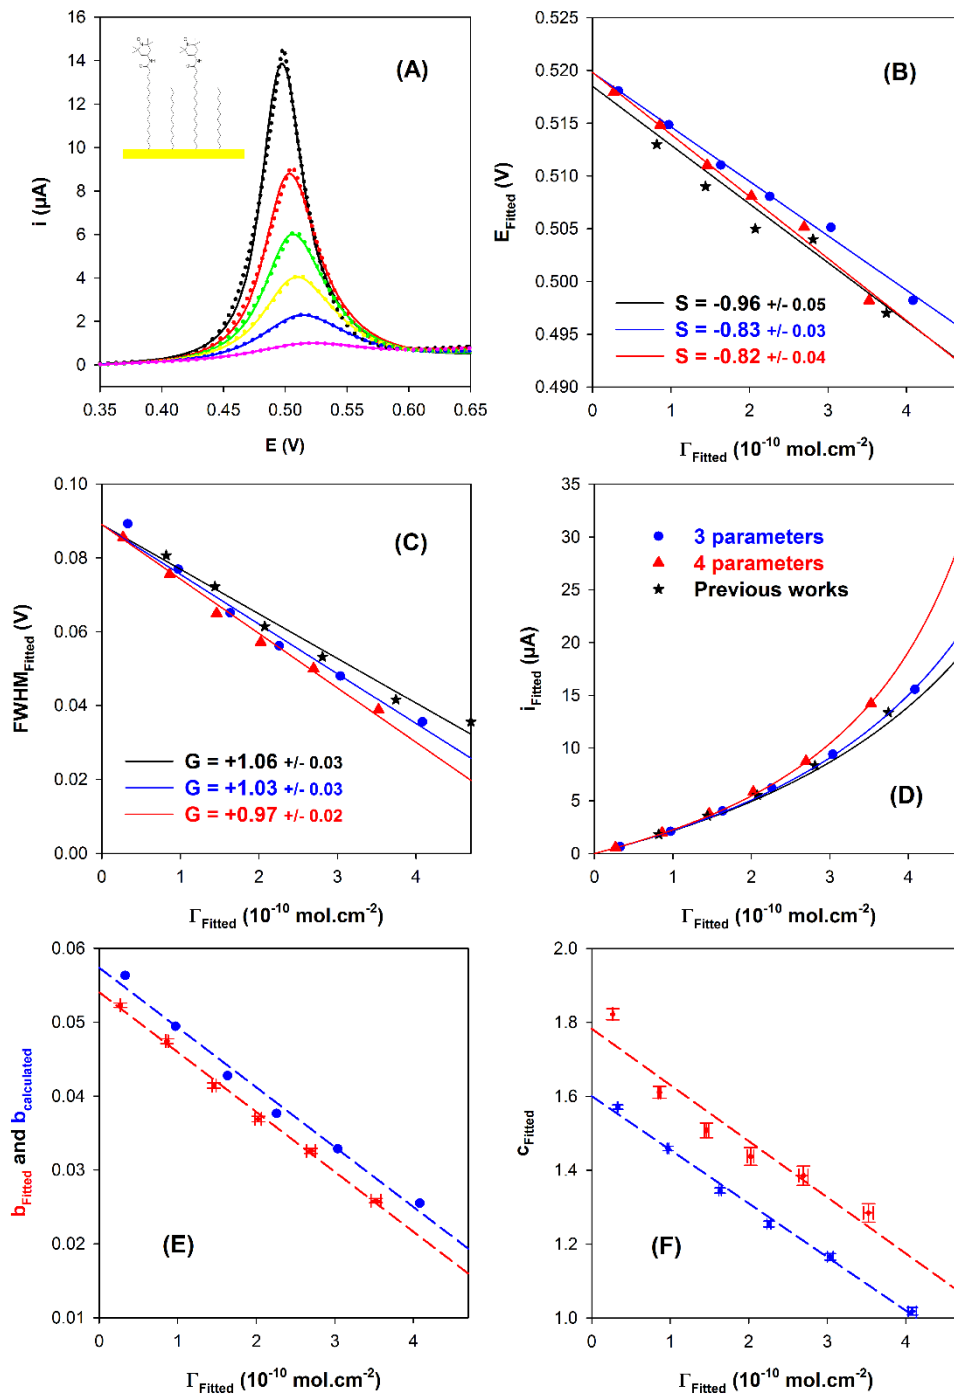 (A)
16
14
12
10
8
6
4
2
0
i (µA)
0.35 0.40 0.45 0.50 0.55 0.60 0.65
E (V)
(B)
0.520
0.515
0.510
0.505
0.500
0.495
0.490
E_Fitted (V)
S = -0.96 +/- 0.05
S = -0.83 +/- 0.03
S = -0.82 +/- 0.04
0 1 2 3 4
Γ_Fitted (10^-10 mol.cm^-2)
(C)
0.10
0.08
0.06
0.04
0.02
0.00
FWHM_Fitted (V)
G = +1.06 +/- 0.03
G = +1.03 +/- 0.03
G = +0.97 +/- 0.02
0 1 2 3 4
Γ_Fitted (10^-10 mol.cm^-2)
35
30
25
20
15
10
5
0
i_Fitted (µA)
3 parameters
4 parameters
Previous works
(D)
0 1 2 3 4
Γ_Fitted (10^-10 mol.cm^-2)
0.06
0.05
0.04
0.03
0.02
0.01
b_Fitted and b_calculated
(E)
0 1 2 3 4
Γ_Fitted (10^-10 mol.cm^-2)
2.0
1.8
1.6
1.4
1.2
1.0
c_Fitted
(F)
0 1 2 3 4
Γ_Fitted (10^-10 mol.cm^-2)